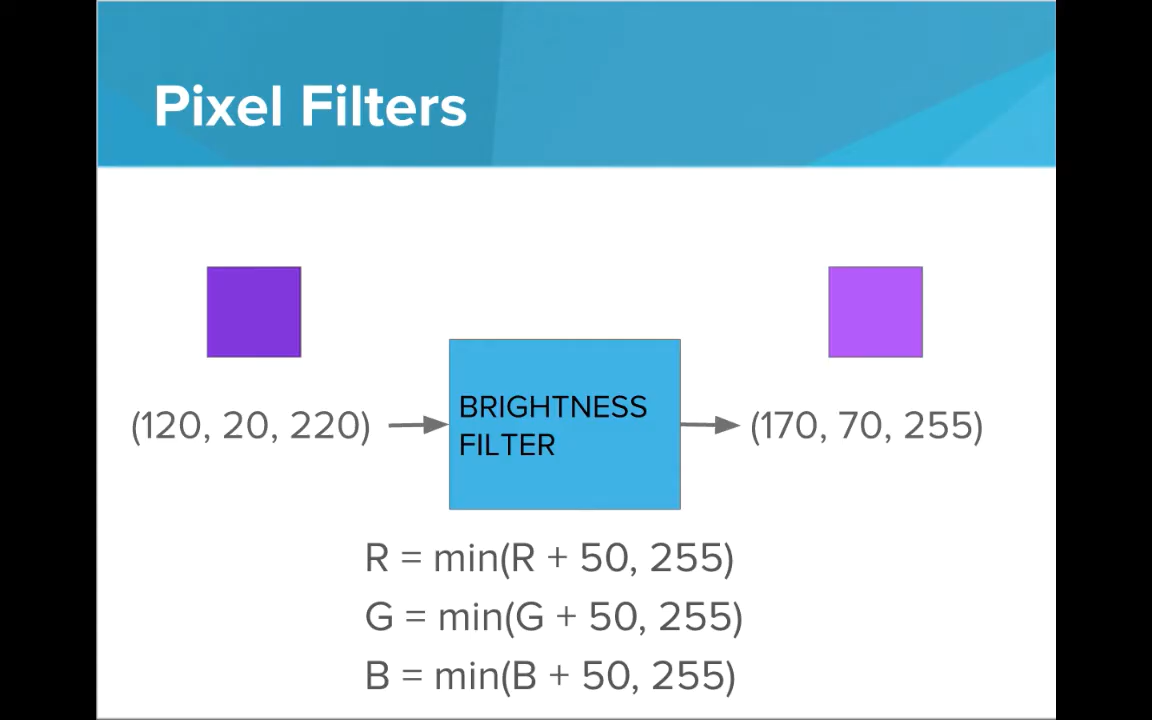 Pixel Filters
(120, 20, 220)
BRIGHTNESS
FILTER
(170, 70, 255)
R = min(R + 50, 255)
G = min(G + 50, 255)
B = min(B + 50, 255)